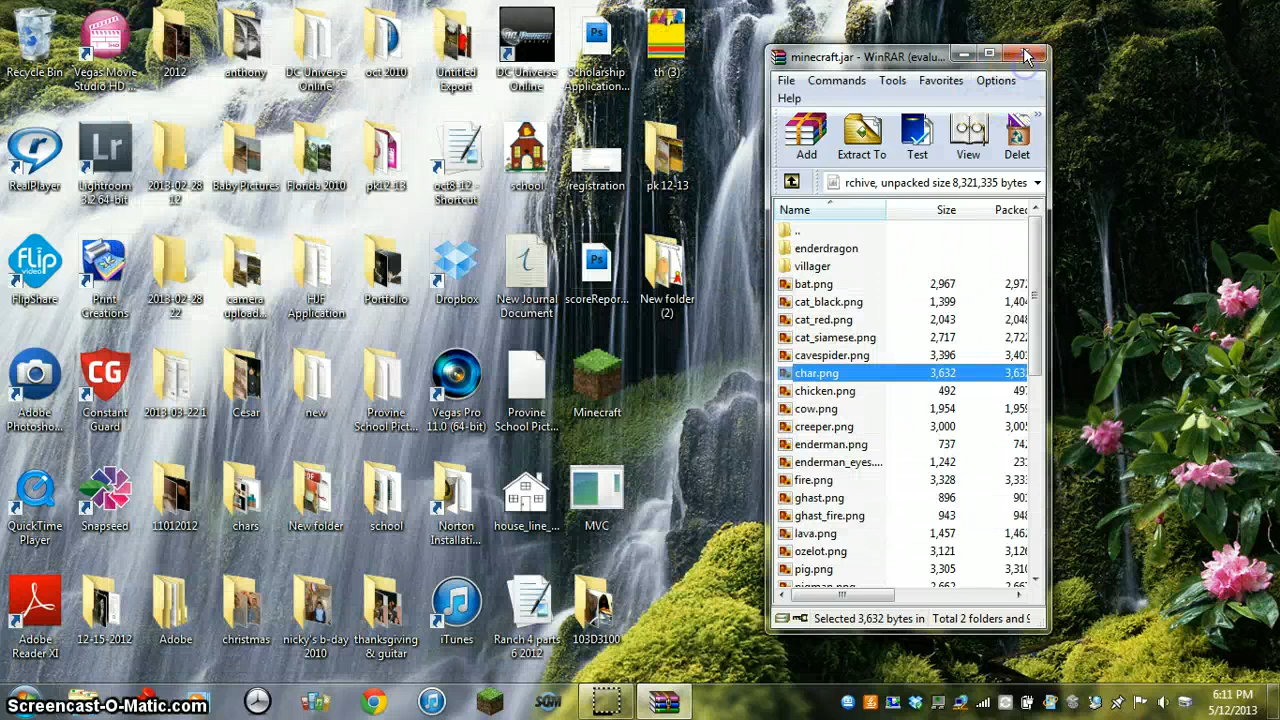 Recycle Bin
Vegas Movie
Studio HD ...
2012
anthony
DC Universe
Online
oct 2010
Untitled
Export
DC Universe
Online
Scholarship
Application...
th (3)
RealPlayer
Lightroom
3.2 64-bit
2013-02-28
12
Baby Pictures
Florida 2010
pk12-13
oct8-12 -
Shortcut
school
registration
pk 12-13
FlipShare
Print
Creations
2013-02-28
22
camera
upload...
HJF
Application
Portfolio
Dropbox
New Journal
Document
scoreRepor...
New folder
(2)
Adobe
Photosho...
Constant
Guard
2013-03-22 1
Cesar
new
Provine
School Pict...
Vegas Pro
11.0 (64-bit)
Provine
School Pict...
Minecraft
QuickTime
Player
Snapseed
11012012
chars
New folder
school
Norton
Installati...
house_line_...
MVC
Adobe
Reader XI
12-15-2012
Adobe
christmas
nicky's b-day
2010
thanksgiving
& guitar
iTunes
Ranch 4 parts
6 2012
103D3100
minecraft.jar - WinRAR (evalu...
File Commands Tools Favorites Options
Help
Add Extract To Test View Delet
rchive, unpacked size 8,321,335 bytes
Name Size Packed
..
enderdragon
villager
bat.png 2,967 2,97
cat_black.png 1,399 1,40
cat_red.png 2,043 2,04
cat_siamese.png 2,717 2,72
cavespider.png 3,396 3,40
char.png 3,632 3,63
chicken.png 492 49
cow.png 1,954 1,95
creeper.png 3,000 3,00
enderman.png 737 74
enderman_eyes.... 1,242 23
fire.png 3,328 3,33
ghast.png 896 90
ghast_fire.png 943 94
lava.png 1,457 1,46
ozelot.png 3,121 3,12
pig.png 3,305 3,31
pigman.png
Selected 3,632 bytes in Total 2 folders and 9
Screencast-O-Matic.com
6:11 PM
5/12/2013